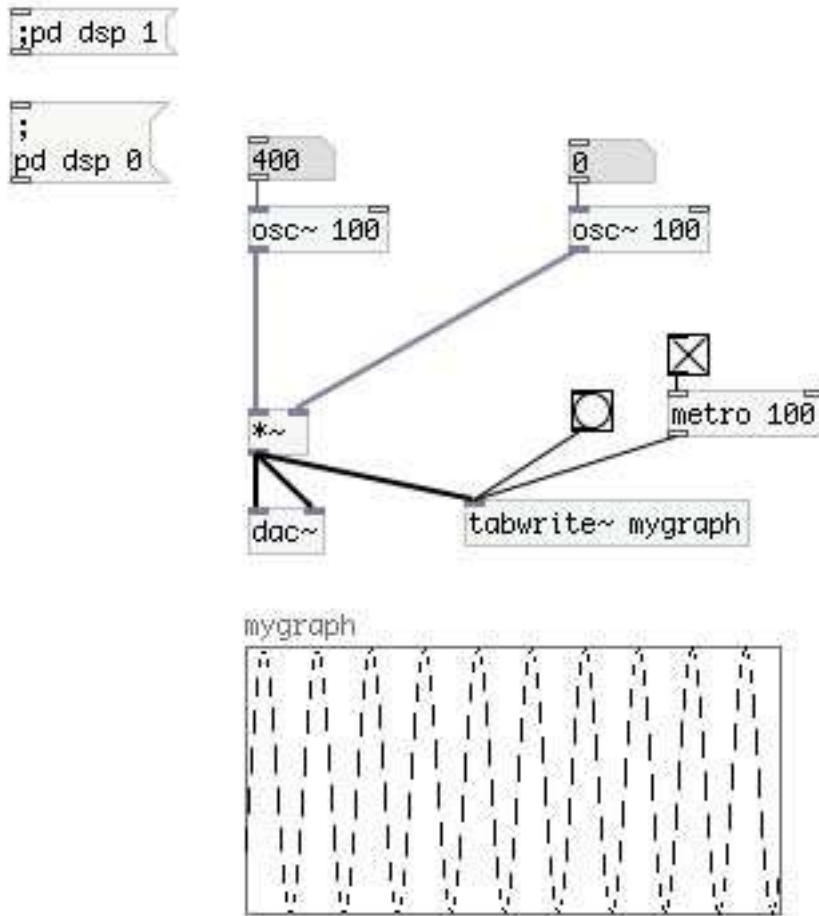 ;pd dsp 1
;
pd dsp 0
400
0
osc~ 100
osc~ 100
metro 100
*~
dac~
tabwrite~ mygraph
mygraph